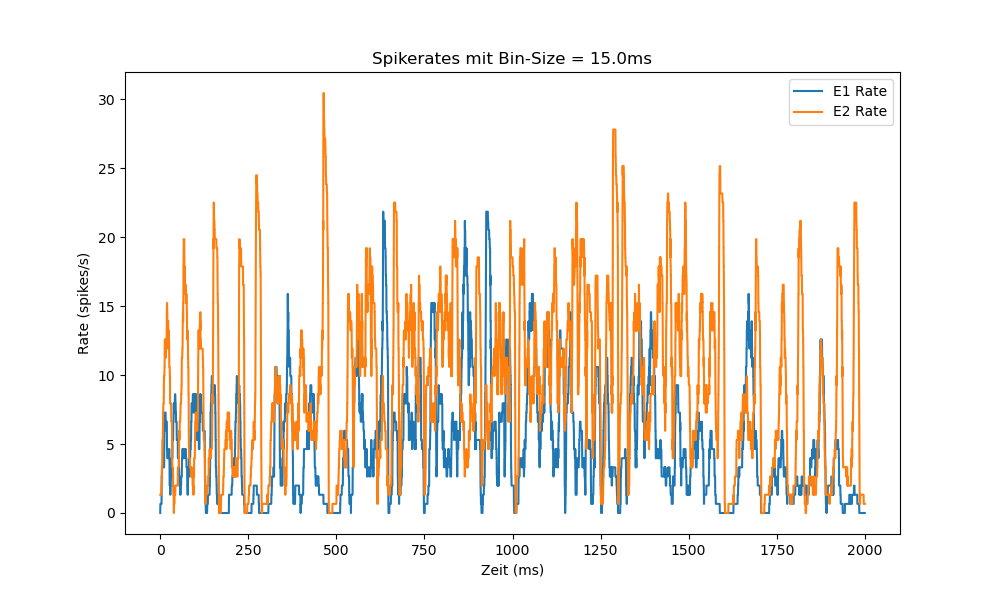 Spikerates mit Bin-Size = 15.0ms
E1 Rate
E2 Rate
Rate (spikes/s)
30
25
20
15
10
5
0
0 250 500 750 1000 1250 1500 1750 2000
Zeit (ms)